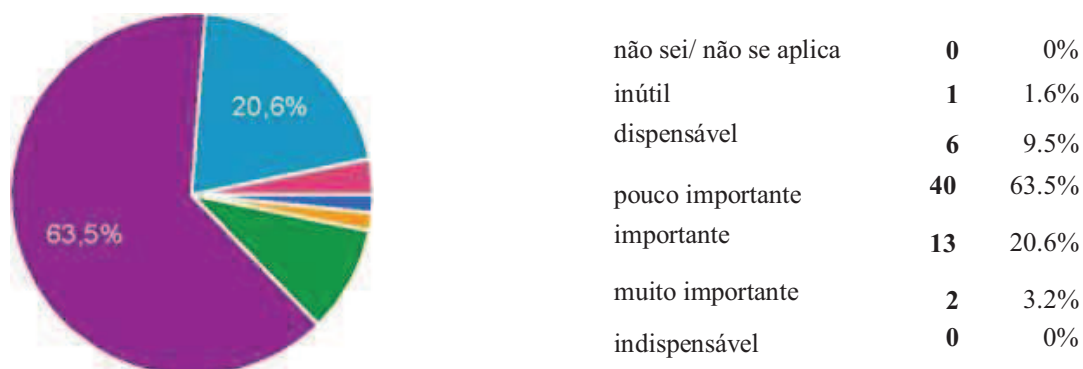 20,6%
63,5%
não sei/ não se aplica 0 0%
inútil 1 1.6%
dispensável 6 9.5%
pouco importante 40 63.5%
importante 13 20.6%
muito importante 2 3.2%
indispensável 0 0%